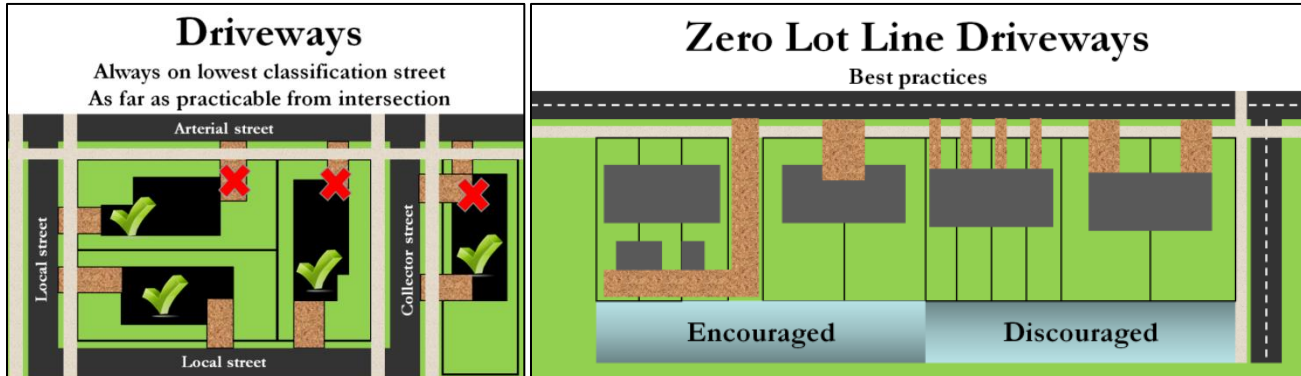 Driveways
Always on lowest classification street
As far as practicable from intersection
Arterial street
Local street
Collector street
Local street
Zero Lot Line Driveways
Best practices
Encouraged
Discouraged